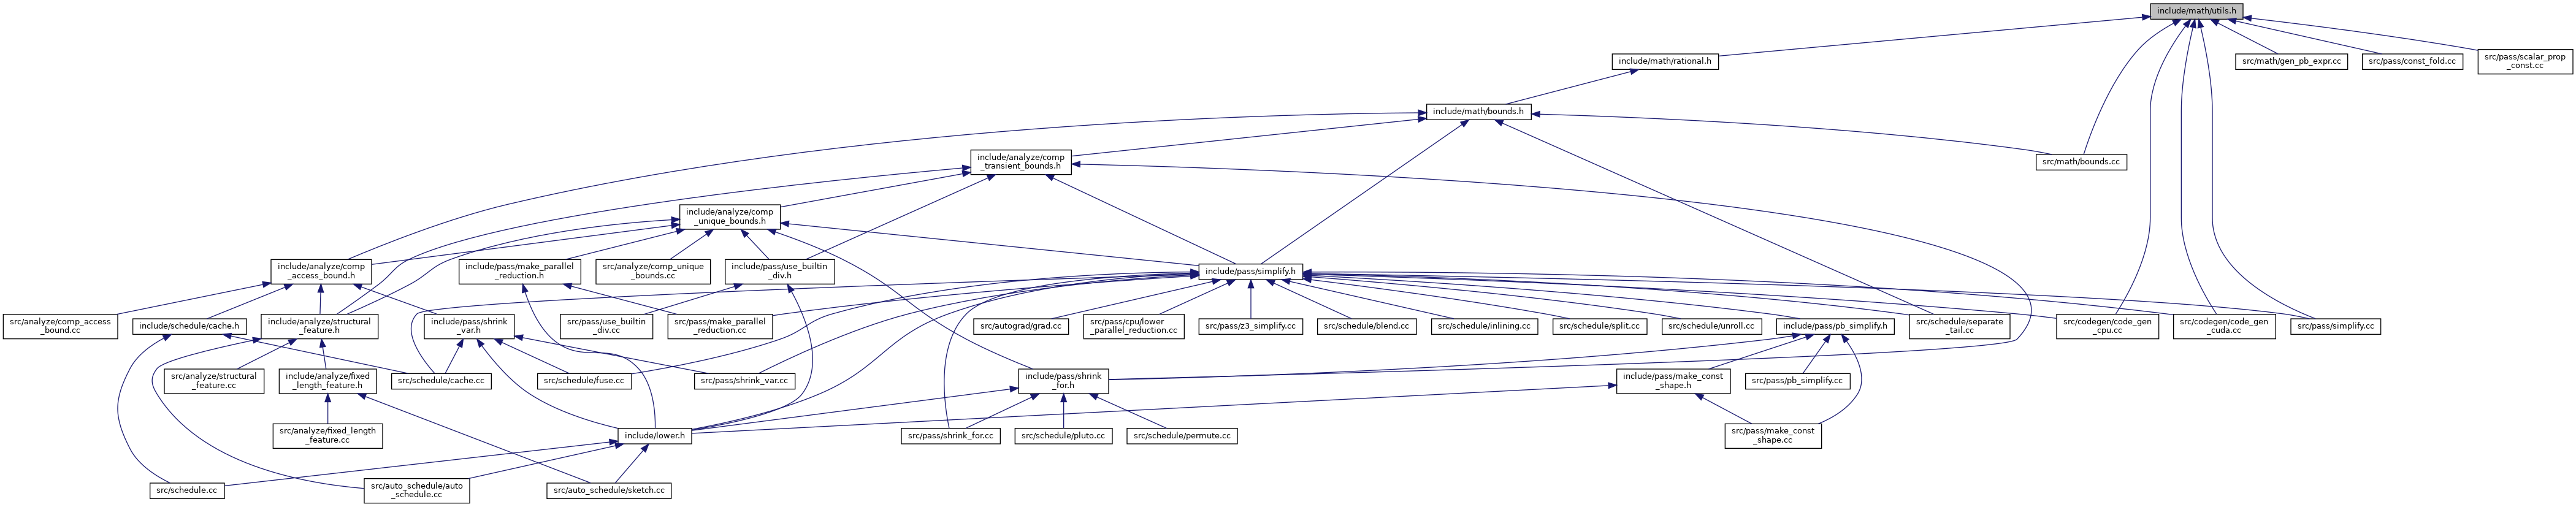 include/math/utils.h
include/math/rational.h
src/math/gen_pb_expr.cc
src/pass/const_fold.cc
src/pass/scalar_prop
_const.cc
include/math/bounds.h
include/analyze/comp
_transient_bounds.h
src/math/bounds.cc
include/analyze/comp
_unique_bounds.h
include/analyze/comp
_access_bound.h
include/pass/make_parallel
_reduction.h
src/analyze/comp_unique
_bounds.cc
include/pass/use_builtin
_div.h
include/pass/simplify.h
src/analyze/comp_access
_bound.cc
include/schedule/cache.h
include/analyze/structural
_feature.h
include/pass/shrink
_var.h
src/pass/use_builtin
_div.cc
src/pass/make_parallel
_reduction.cc
src/autograd/grad.cc
src/pass/cpu/lower
_parallel_reduction.cc
src/pass/z3_simplify.cc
src/schedule/blend.cc
src/schedule/inlining.cc
src/schedule/split.cc
src/schedule/unroll.cc
include/pass/pb_simplify.h
src/schedule/separate
_tail.cc
src/codegen/code_gen
_cpu.cc
src/codegen/code_gen
_cuda.cc
src/pass/simplify.cc
src/analyze/structural
_feature.cc
include/analyze/fixed
_length_feature.h
src/schedule/cache.cc
src/schedule/fuse.cc
src/pass/shrink_var.cc
include/pass/shrink
_for.h
include/pass/make_const
_shape.h
src/pass/pb_simplify.cc
src/analyze/fixed_length
_feature.cc
include/lower.h
src/pass/shrink_for.cc
src/schedule/pluto.cc
src/schedule/permute.cc
src/pass/make_const
_shape.cc
src/schedule.cc
src/auto_schedule/auto
_schedule.cc
src/auto_schedule/sketch.cc